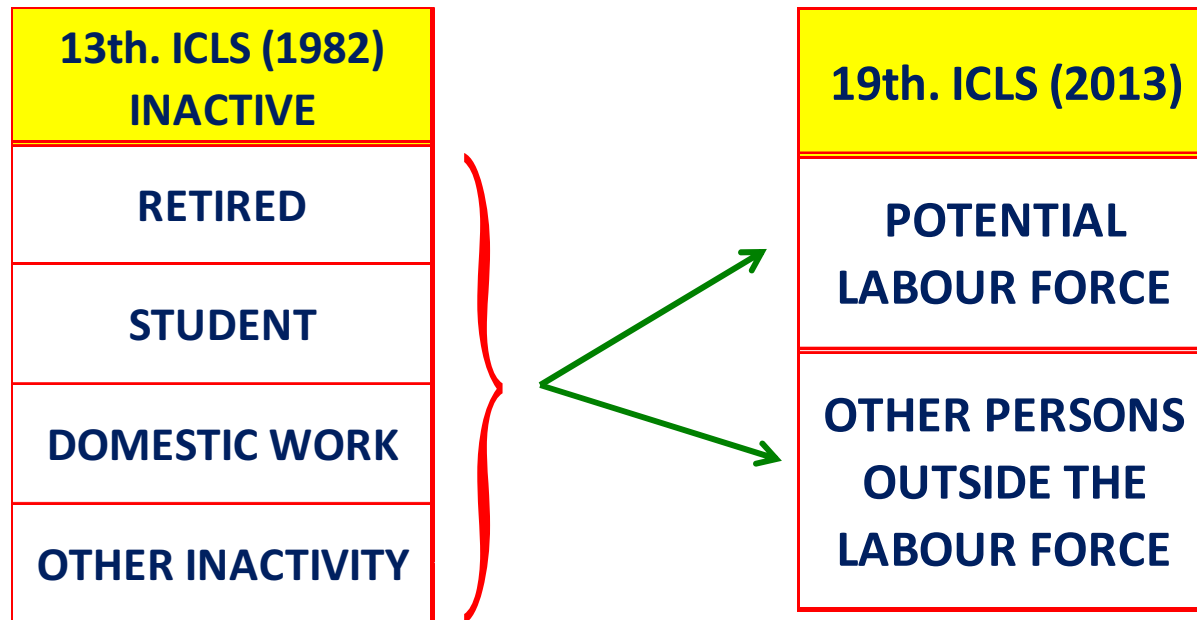 13th. ICLS (1982)
INACTIVE
RETIRED
STUDENT
DOMESTIC WORK
OTHER INACTIVITY
19th. ICLS (2013)
POTENTIAL
LABOUR FORCE
OTHER PERSONS
OUTSIDE THE
LABOUR FORCE